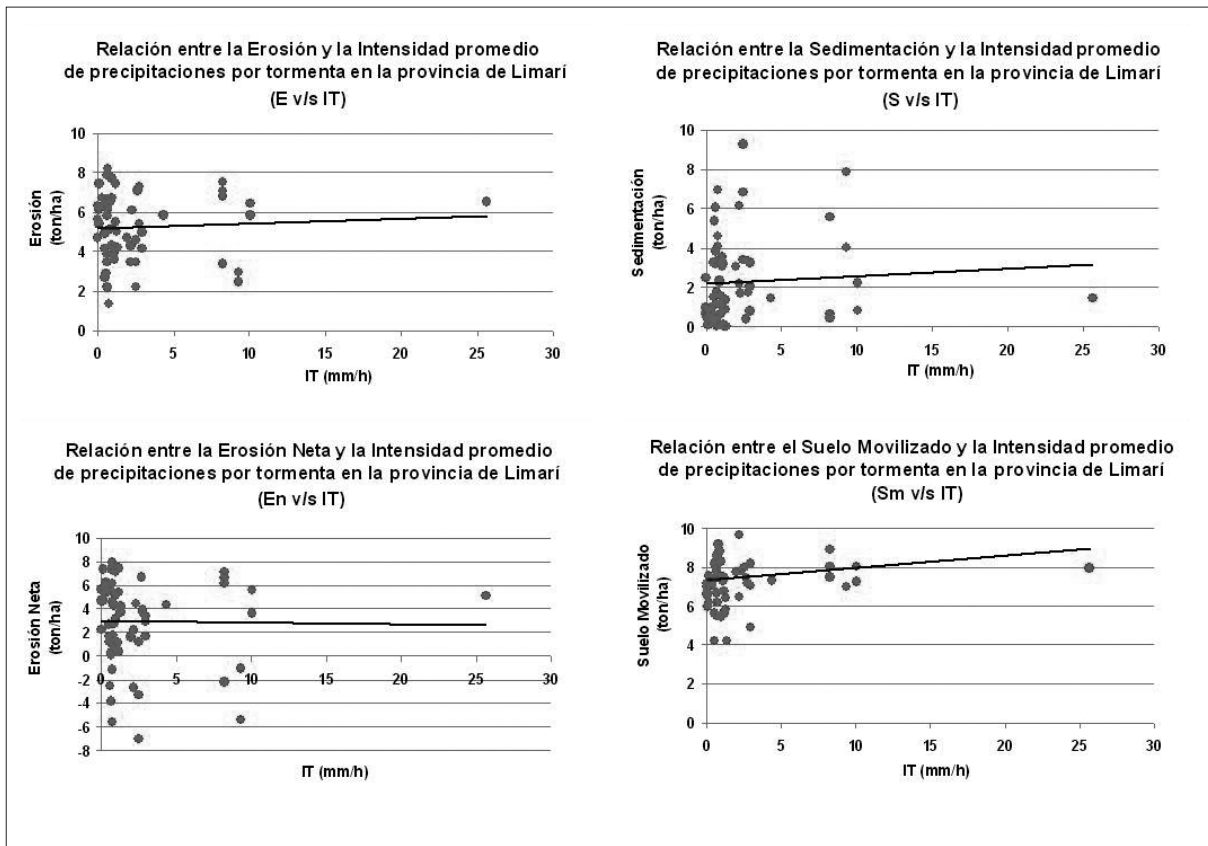 Relación entre la Erosión y la Intensidad promedio
de precipitaciones por tormenta en la provincia de Limarí
(E v/s IT)
10
8
6
4
2
0
0 5 10 15 20 25 30
Erosión
(ton/ha)
IT (mm/h)
Relación entre la Sedimentación y la Intensidad promedio
de precipitaciones por tormenta en la provincia de Limarí
(S v/s IT)
10
8
6
4
2
0
0 5 10 15 20 25 30
Sedimentación
(ton/ha)
IT (mm/h)
Relación entre la Erosión Neta y la Intensidad promedio
de precipitaciones por tormenta en la provincia de Limarí
(En v/s IT)
10
8
6
4
2
0
-2
-4
-6
-8
0 5 10 15 20 25 30
Erosión Neta
(ton/ha)
IT (mm/h)
Relación entre el Suelo Movilizado y la Intensidad promedio
de precipitaciones por tormenta en la provincia de Limarí
(Sm v/s IT)
10
8
6
4
2
0
0 5 10 15 20 25 30
Suelo Movilizado
(ton/ha)
IT (mm/h)